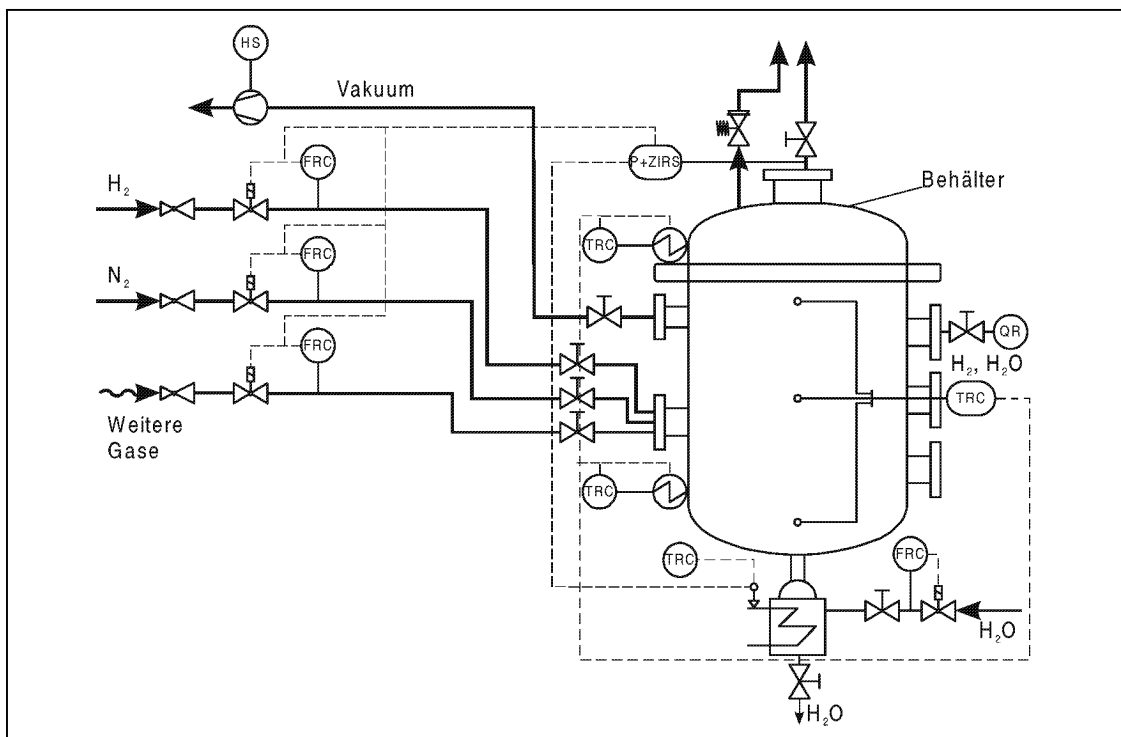 HS
Vakuum
FRC
P+ZIRS
H₂
Behälter
TRC
FRC
N₂
FRC
QR
H₂, H₂O
TRC
Weitere
Gase
TRC
TRC
FRC
H₂O
H₂O